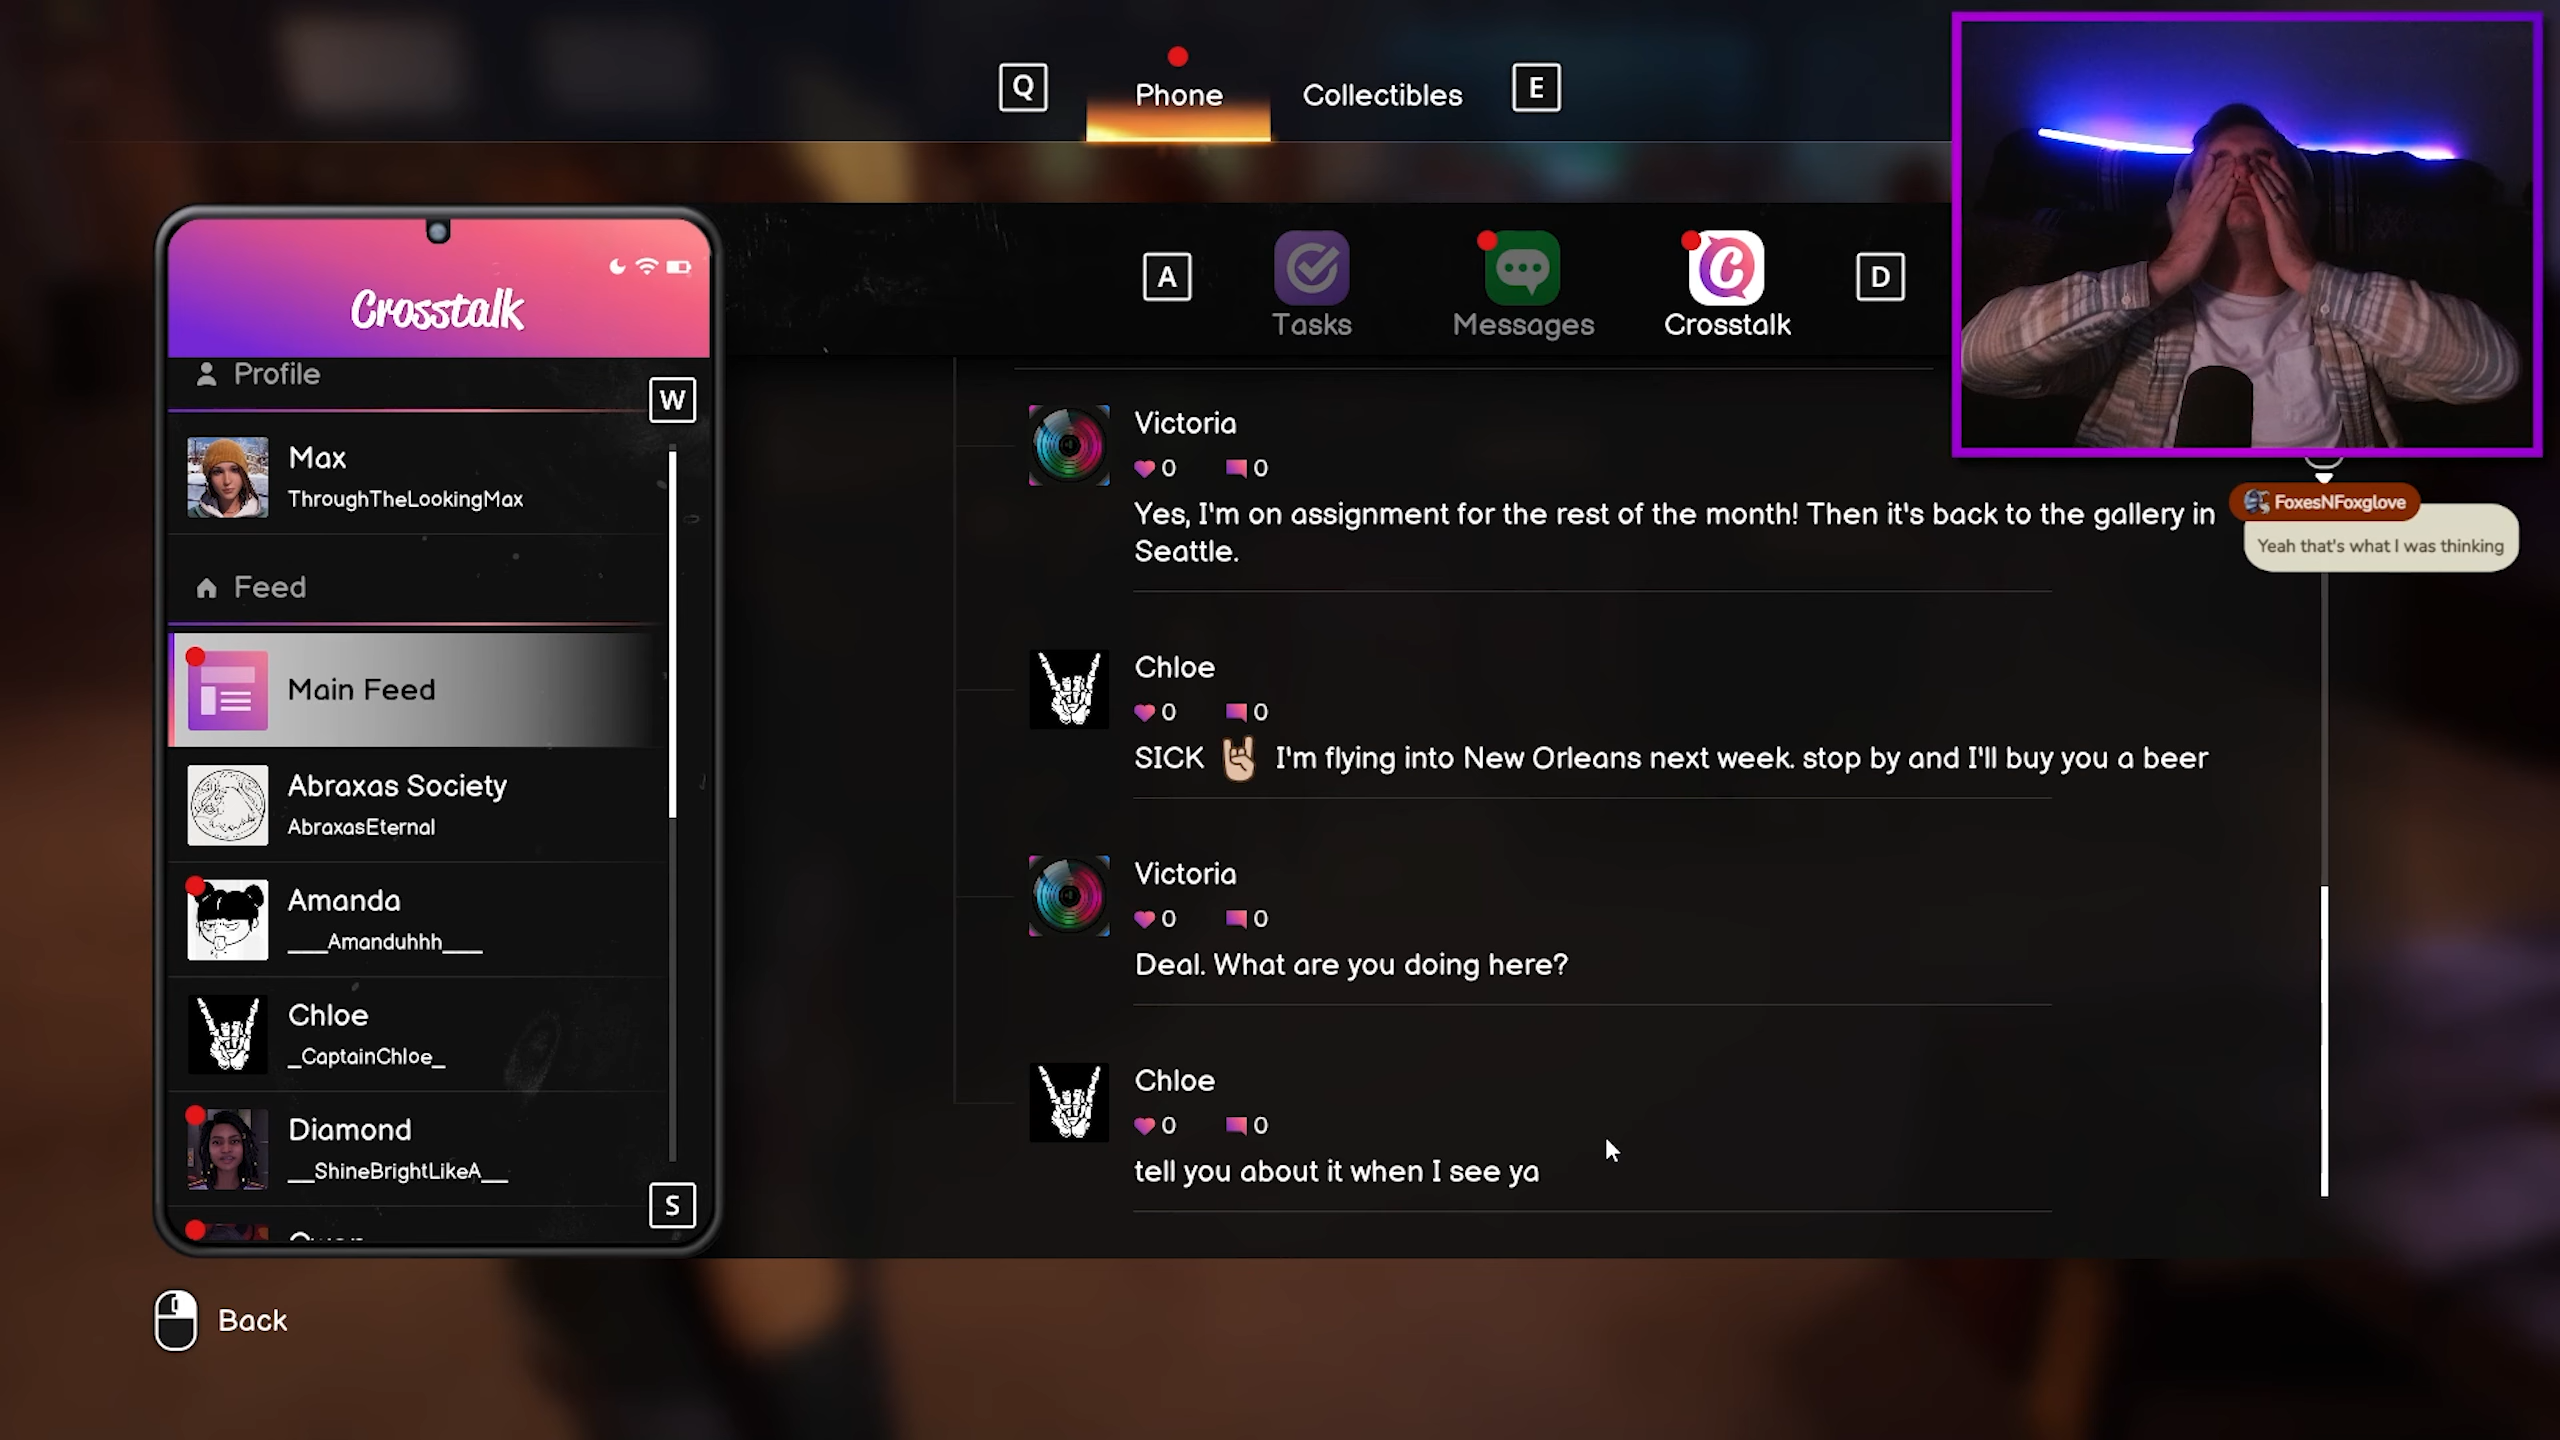 Q
Phone
Collectibles
E
Crosstalk
A
Tasks
Messages
Crosstalk
D
Profile
W
Max
ThroughTheLookingMax
Feed
Main Feed
Abraxas Society
AbraxasEternal
Amanda
___Amanduhhh___
Chloe
_CaptainChloe_
Diamond
__ShineBrightLikeA__
S
Victoria
0 0
Yes, I'm on assignment for the rest of the month! Then it's back to the gallery in
Seattle.
Chloe
0 0
SICK 🤘🏼 I'm flying into New Orleans next week. stop by and I'll buy you a beer
Victoria
0 0
Deal. What are you doing here?
Chloe
0 0
tell you about it when I see ya
FoxesNFoxglove
Yeah that's what I was thinking
Back